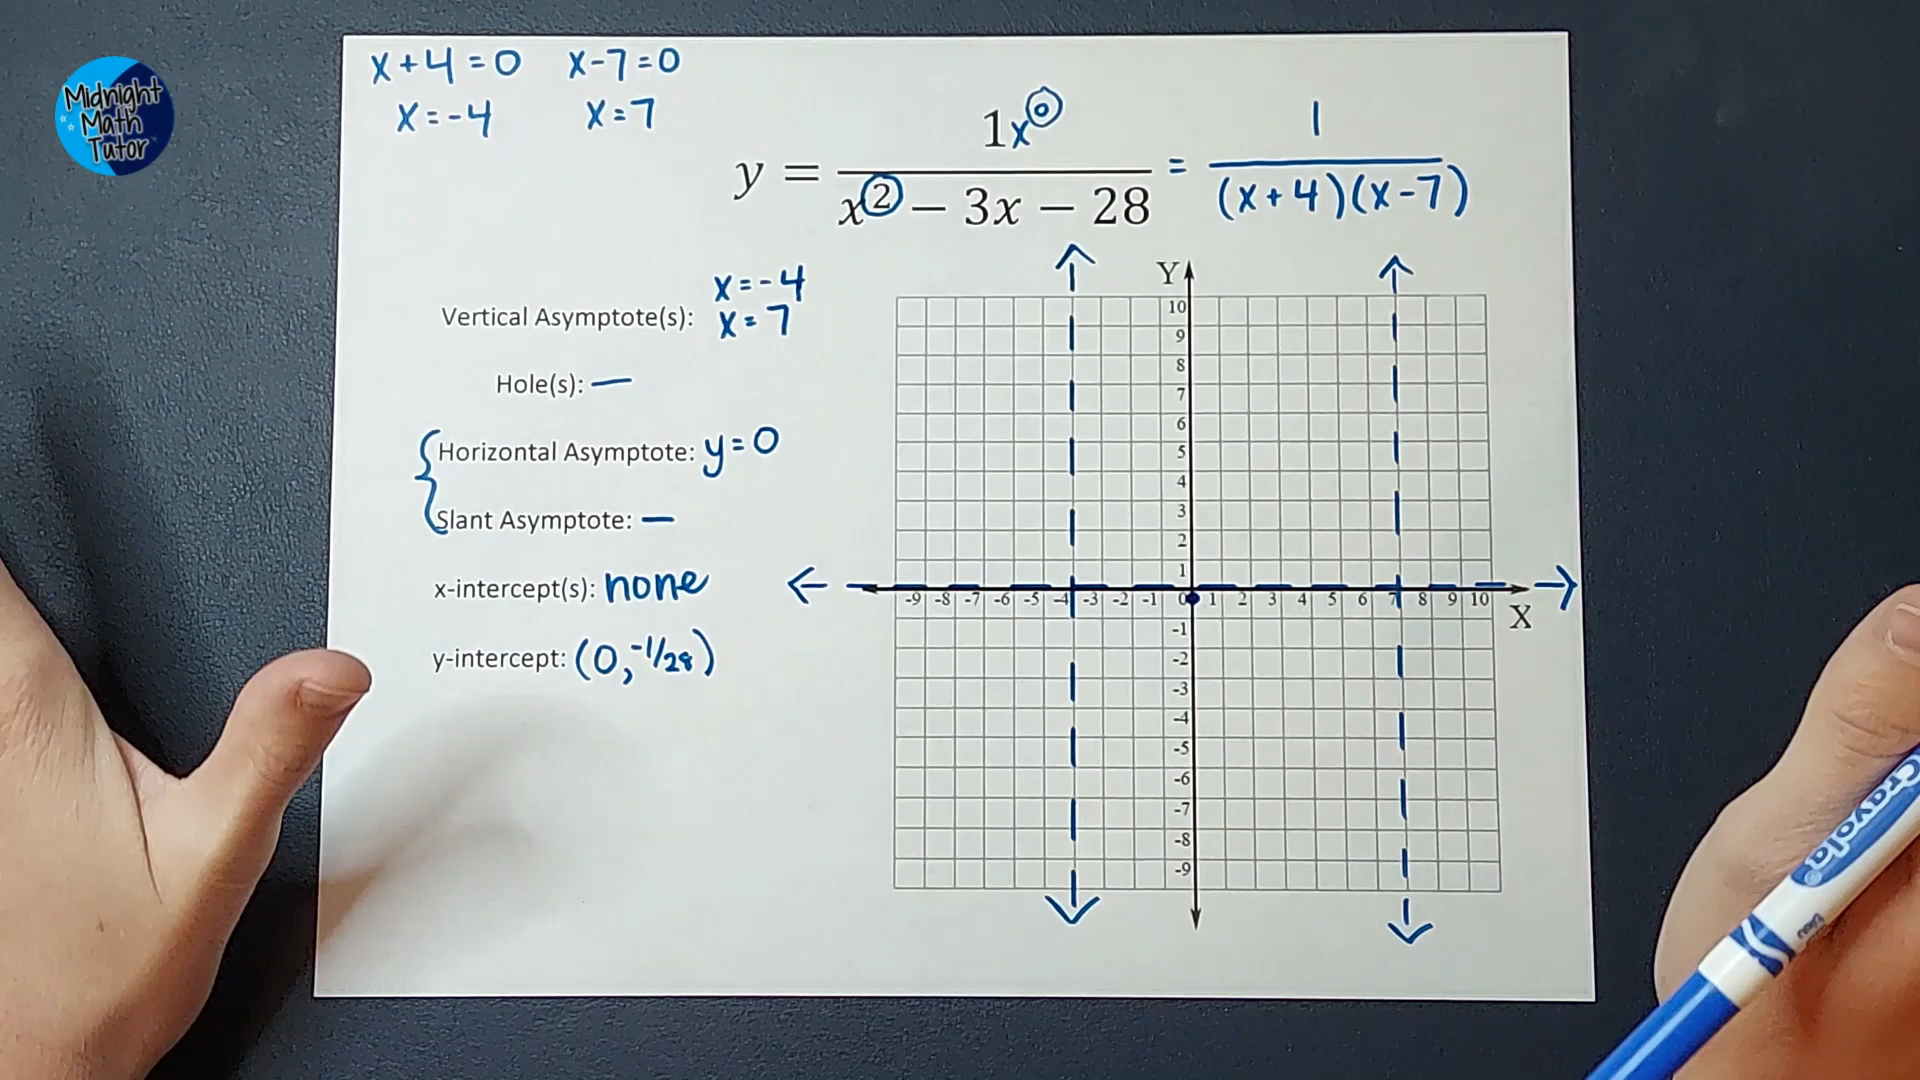 Midnight
Math
Tutor
x+4=0 x-7=0
x=-4 x=7
y = 1x^0 / x^2 - 3x - 28 = 1 / (x+4)(x-7)
Vertical Asymptote(s): x=-4
x=7
Hole(s): —
Horizontal Asymptote: y=0
Slant Asymptote: —
x-intercept(s): none
y-intercept: (0,-1/28)
Y
10
9
8
7
6
5
4
3
2
1
-9 -8 -7 -6 -5 -4 -3 -2 -1 0 1 2 3 4 5 6 7 8 9 10
X
-1
-2
-3
-4
-5
-6
-7
-8
-9
Crayola